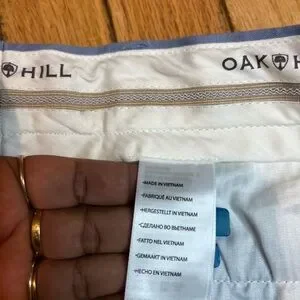 HILL
OAK H
•MADE IN VIETNAM
•FABRIQUÉ AU VIETNAM
•HERGESTELLT IN VIETNAM
•СДЕЛАНО ВО ВЬЕТНАМЕ
•FATTO NEL VIETNAM
•GEMAAKT IN VIETNAM
•HECHO EN VIETNAM